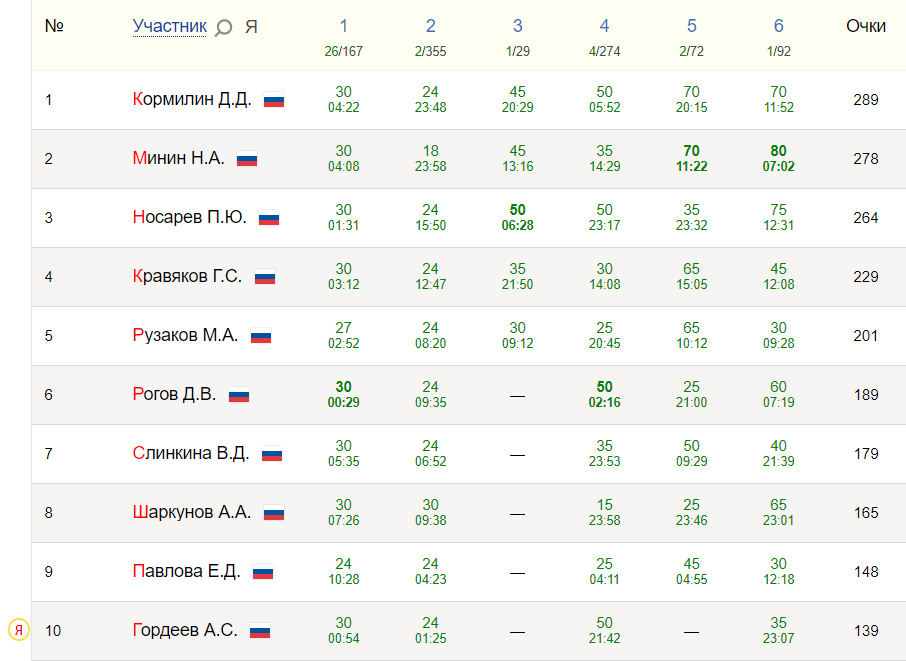 № Участник Я 1 2 3 4 5 6 Очки
26/167 2/355 1/29 4/274 2/72 1/92
1 Кормилин Д.Д. 30 24 45 50 70 70 289
04:22 23:48 20:29 05:52 20:15 11:52
2 Минин Н.А. 30 18 45 35 70 80 278
04:08 23:58 13:16 14:29 11:22 07:02
3 Носарев П.Ю. 30 24 50 50 35 75 264
01:31 15:50 06:28 23:17 23:32 12:31
4 Кравяков Г.С. 30 24 35 30 65 45 229
03:12 12:47 21:50 14:08 15:05 12:08
5 Рузаков М.А. 27 24 30 25 65 30 201
02:52 08:20 09:12 20:45 10:12 09:28
6 Рогов Д.В. 30 24 — 50 25 60 189
00:29 09:35 02:16 21:00 07:19
7 Слинкина В.Д. 30 24 — 35 50 40 179
05:35 06:52 23:53 09:29 21:39
8 Шаркунов А.А. 30 30 — 15 25 65 165
07:26 09:38 23:58 23:46 23:01
9 Павлова Е.Д. 24 24 — 25 45 30 148
10:28 04:23 04:11 04:55 12:18
Я 10 Гордеев А.С. 30 24 — 50 — 35 139
00:54 01:25 21:42 23:07